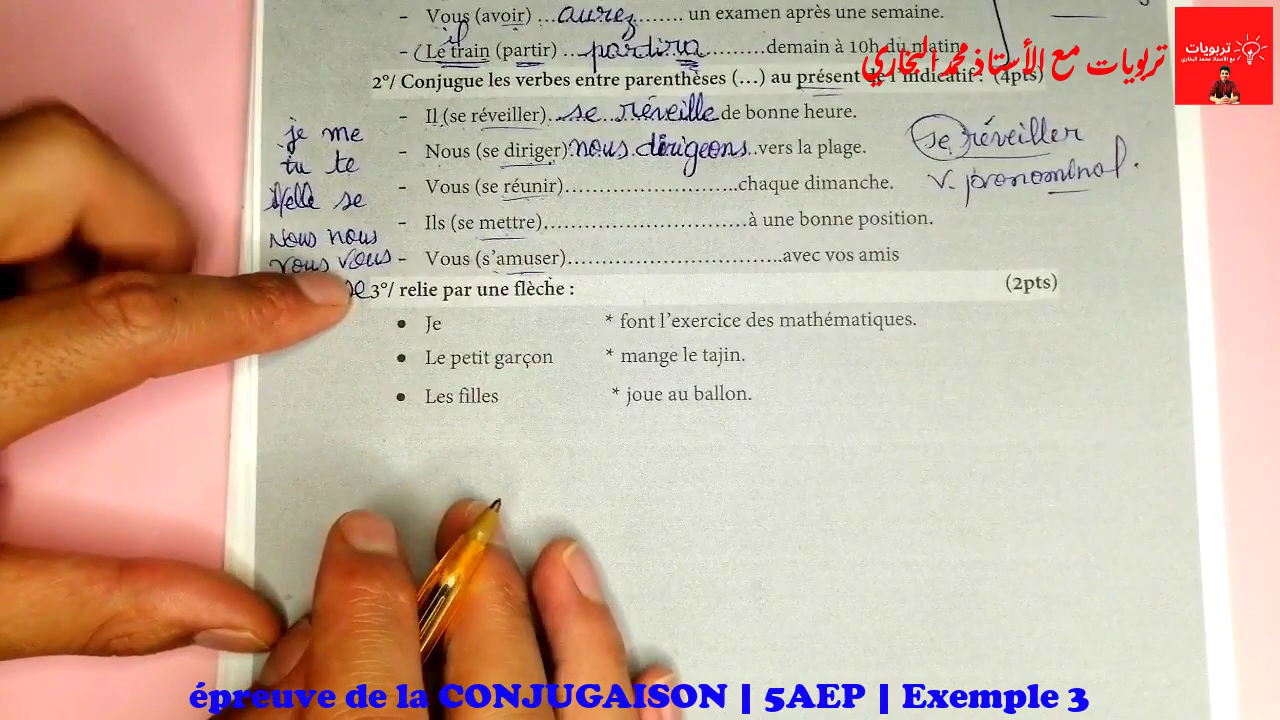 - Vous (avoir) ...aurez........ un examen après une semaine.
il
- (Le train (partir) ....partira............demain à 10h du matin
تربويات مع الأستاذ محمد البخاري
تربويات
مع الاستاذ محمد البخاري
2°/ Conjugue les verbes entre parenthèses (…) au présent de l'indicatif : (4pts)
- Il (se réveiller)..se réveille de bonne heure.
je me
se réveiller
- Nous (se diriger).nous dirigeons..vers la plage.
tu te
v. pronominal.
- Vous (se réunir)............................chaque dimanche.
il/elle se
- Ils (se mettre)................................à une bonne position.
Nous nous
- Vous (s'amuser)..................................avec vos amis
vous vous
se
3°/ relie par une flèche : (2pts)
• Je * font l'exercice des mathématiques.
• Le petit garçon * mange le tajin.
• Les filles * joue au ballon.
épreuve de la CONJUGAISON | 5AEP | Exemple 3